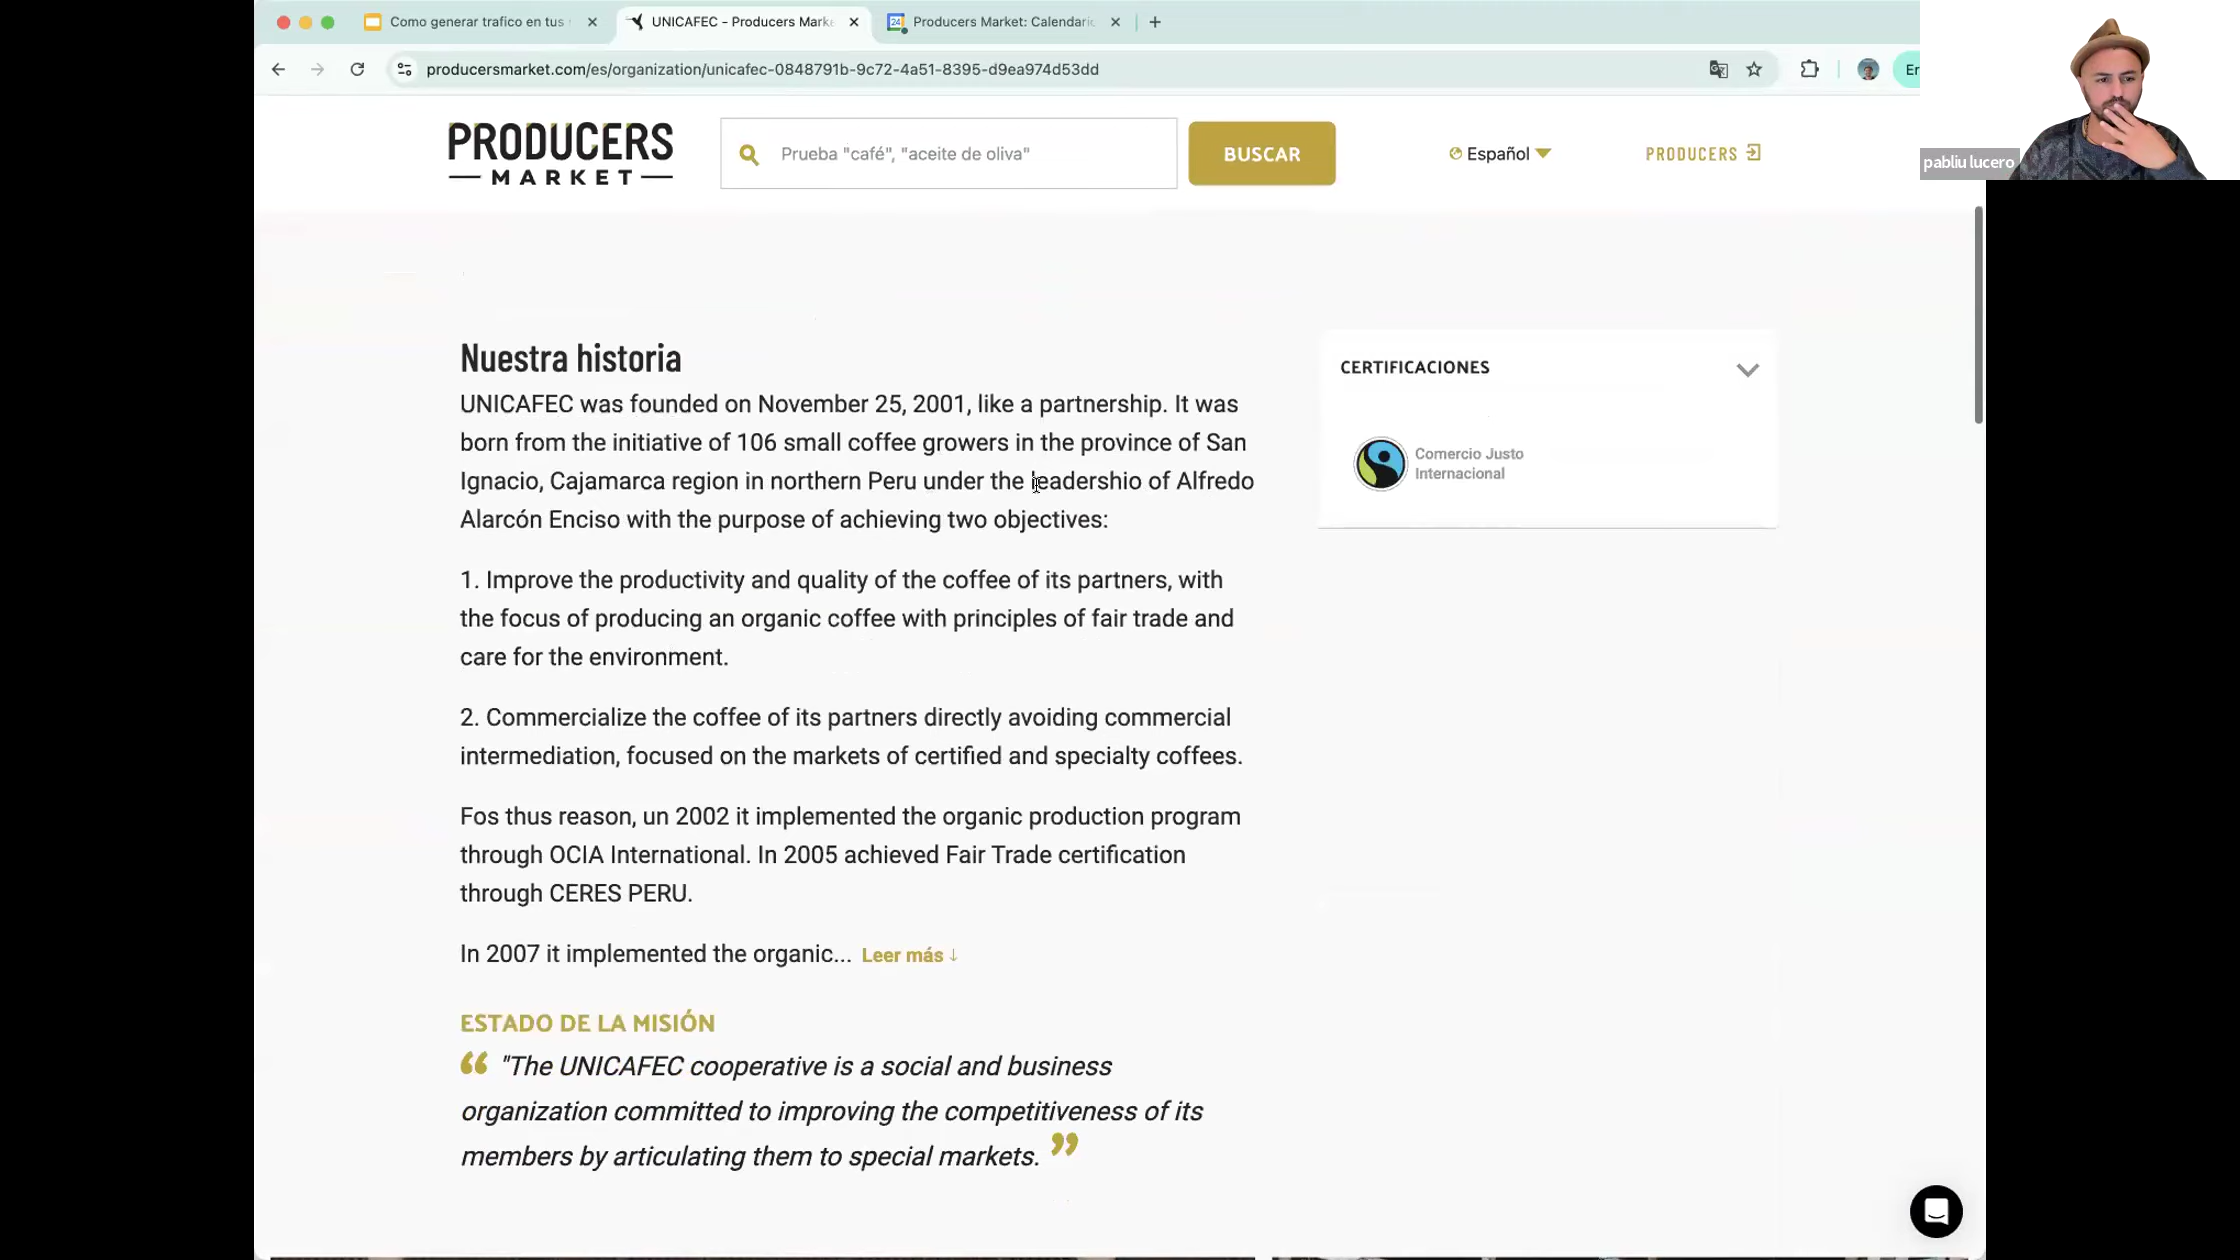 Como generar trafico en tus
UNICAFEC - Producers Marke
24
Producers Market: Calendario
producersmarket.com/es/organization/unicafec-0848791b-9c72-4a51-8395-d9ea974d53dd
Er
pabliu lucero
PRODUCERS
MARKET
Prueba "café", "aceite de oliva"
BUSCAR
Español
PRODUCERS
Nuestra historia
UNICAFEC was founded on November 25, 2001, like a partnership. It was
born from the initiative of 106 small coffee growers in the province of San
Ignacio, Cajamarca region in northern Peru under the leadershio of Alfredo
Alarcón Enciso with the purpose of achieving two objectives:
1. Improve the productivity and quality of the coffee of its partners, with
the focus of producing an organic coffee with principles of fair trade and
care for the environment.
2. Commercialize the coffee of its partners directly avoiding commercial
intermediation, focused on the markets of certified and specialty coffees.
Fos thus reason, un 2002 it implemented the organic production program
through OCIA International. In 2005 achieved Fair Trade certification
through CERES PERU.
In 2007 it implemented the organic... Leer más ↓
ESTADO DE LA MISIÓN
“ "The UNICAFEC cooperative is a social and business
organization committed to improving the competitiveness of its
members by articulating them to special markets. ”
CERTIFICACIONES
Comercio Justo
Internacional